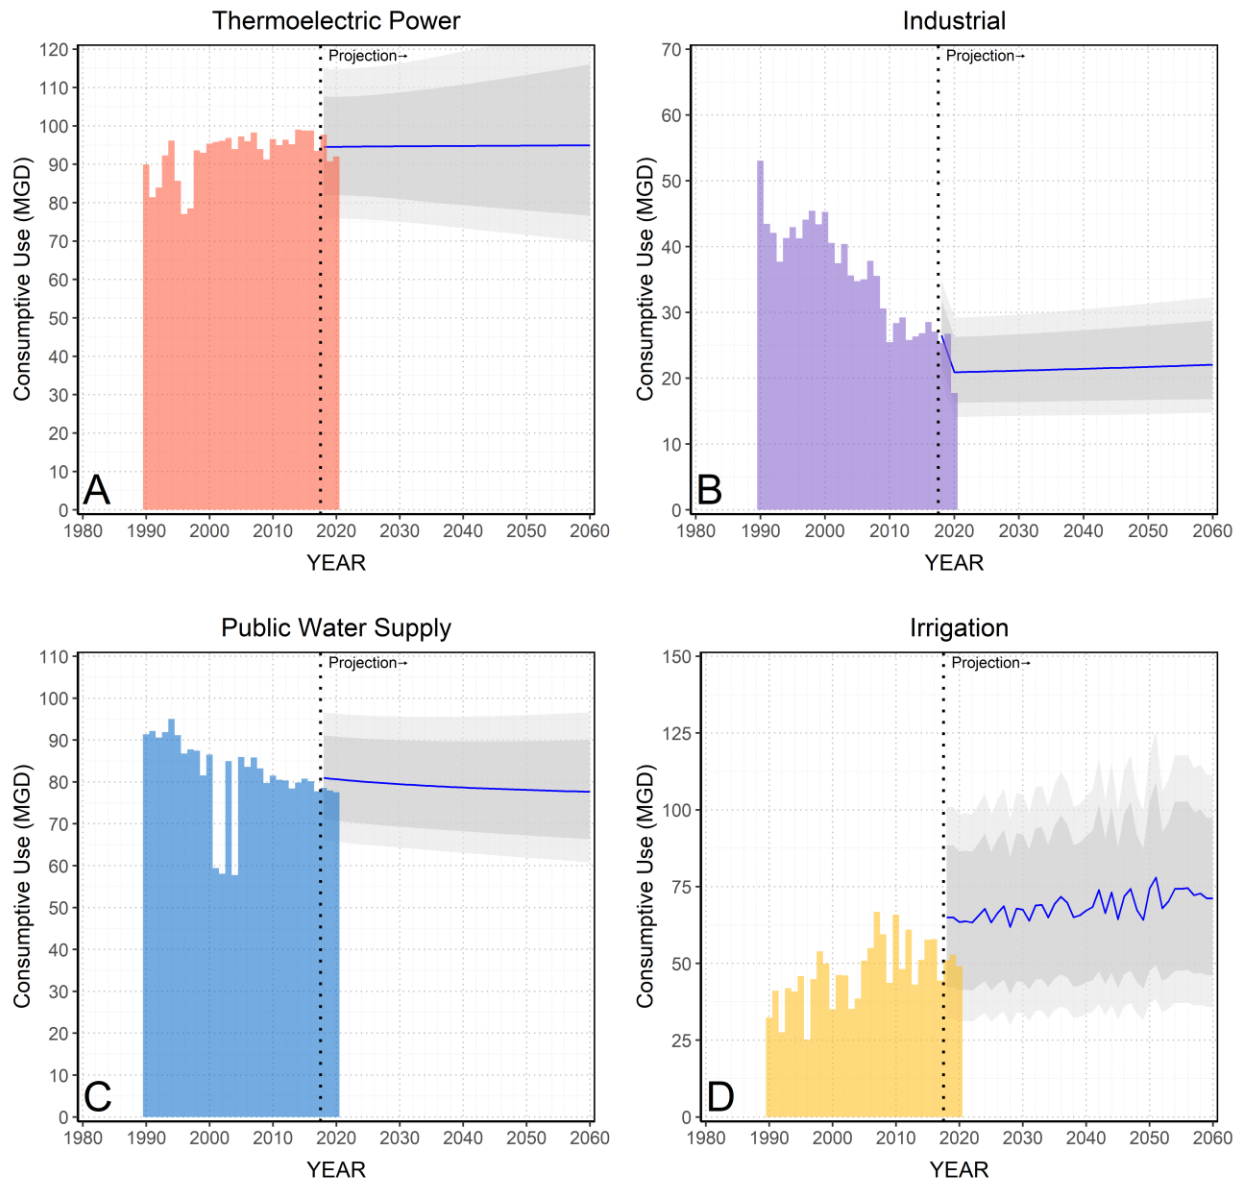 Thermoelectric Power
Projection→
120
110
100
90
80
70
60
50
40
30
20
10
0
Consumptive Use (MGD)
A
1980 1990 2000 2010 2020 2030 2040 2050 2060
YEAR
Industrial
Projection→
70
60
50
40
30
20
10
0
Consumptive Use (MGD)
B
1980 1990 2000 2010 2020 2030 2040 2050 2060
YEAR
Public Water Supply
Projection→
110
100
90
80
70
60
50
40
30
20
10
0
Consumptive Use (MGD)
C
1980 1990 2000 2010 2020 2030 2040 2050 2060
YEAR
Irrigation
Projection→
150
125
100
75
50
25
0
Consumptive Use (MGD)
D
1980 1990 2000 2010 2020 2030 2040 2050 2060
YEAR